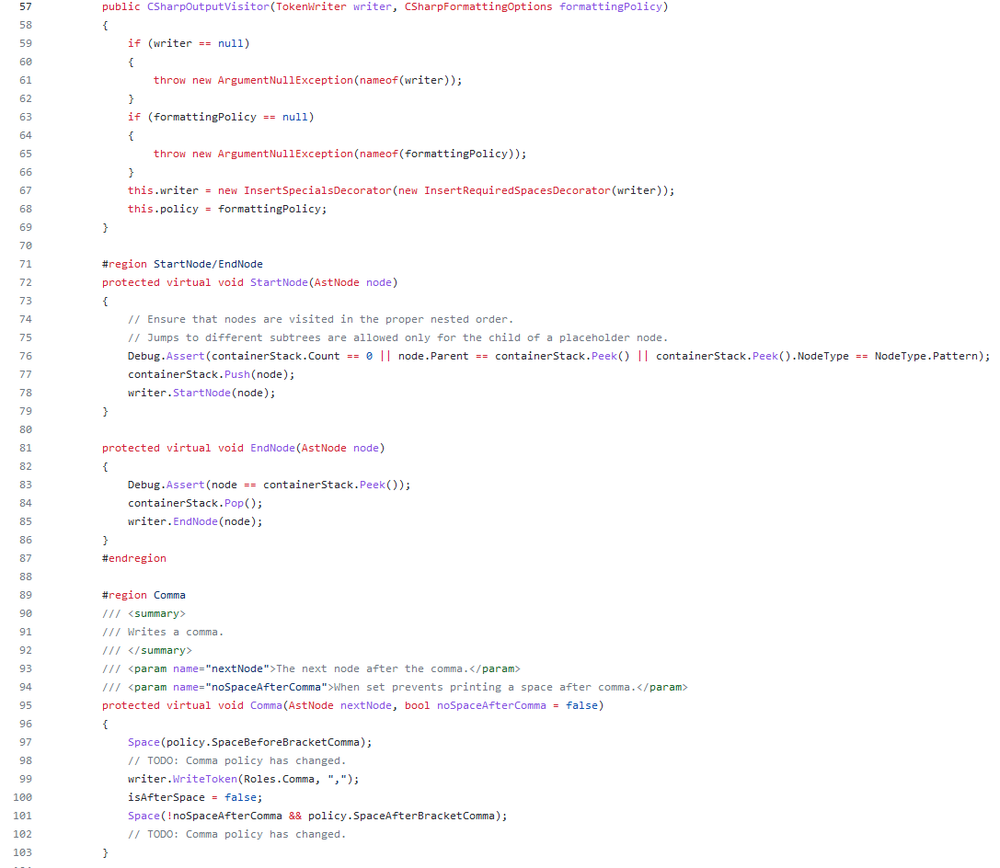 57 public CSharpOutputVisitor(TokenWriter writer, CSharpFormattingOptions formattingPolicy)
58 {
59 if (writer == null)
60 {
61 throw new ArgumentNullException(nameof(writer));
62 }
63 if (formattingPolicy == null)
64 {
65 throw new ArgumentNullException(nameof(formattingPolicy));
66 }
67 this.writer = new InsertSpecialsDecorator(new InsertRequiredSpacesDecorator(writer));
68 this.policy = formattingPolicy;
69 }
70
71 #region StartNode/EndNode
72 protected virtual void StartNode(AstNode node)
73 {
74 // Ensure that nodes are visited in the proper nested order.
75 // Jumps to different subtrees are allowed only for the child of a placeholder node.
76 Debug.Assert(containerStack.Count == 0 || node.Parent == containerStack.Peek() || containerStack.Peek().NodeType == NodeType.Pattern);
77 containerStack.Push(node);
78 writer.StartNode(node);
79 }
80
81 protected virtual void EndNode(AstNode node)
82 {
83 Debug.Assert(node == containerStack.Peek());
84 containerStack.Pop();
85 writer.EndNode(node);
86 }
87 #endregion
88
89 #region Comma
90 /// <summary>
91 /// Writes a comma.
92 /// </summary>
93 /// <param name="nextNode">The next node after the comma.</param>
94 /// <param name="noSpaceAfterComma">When set prevents printing a space after comma.</param>
95 protected virtual void Comma(AstNode nextNode, bool noSpaceAfterComma = false)
96 {
97 Space(policy.SpaceBeforeBracketComma);
98 // TODO: Comma policy has changed.
99 writer.WriteToken(Roles.Comma, ",");
100 isAfterSpace = false;
101 Space(!noSpaceAfterComma && policy.SpaceAfterBracketComma);
102 // TODO: Comma policy has changed.
103 }